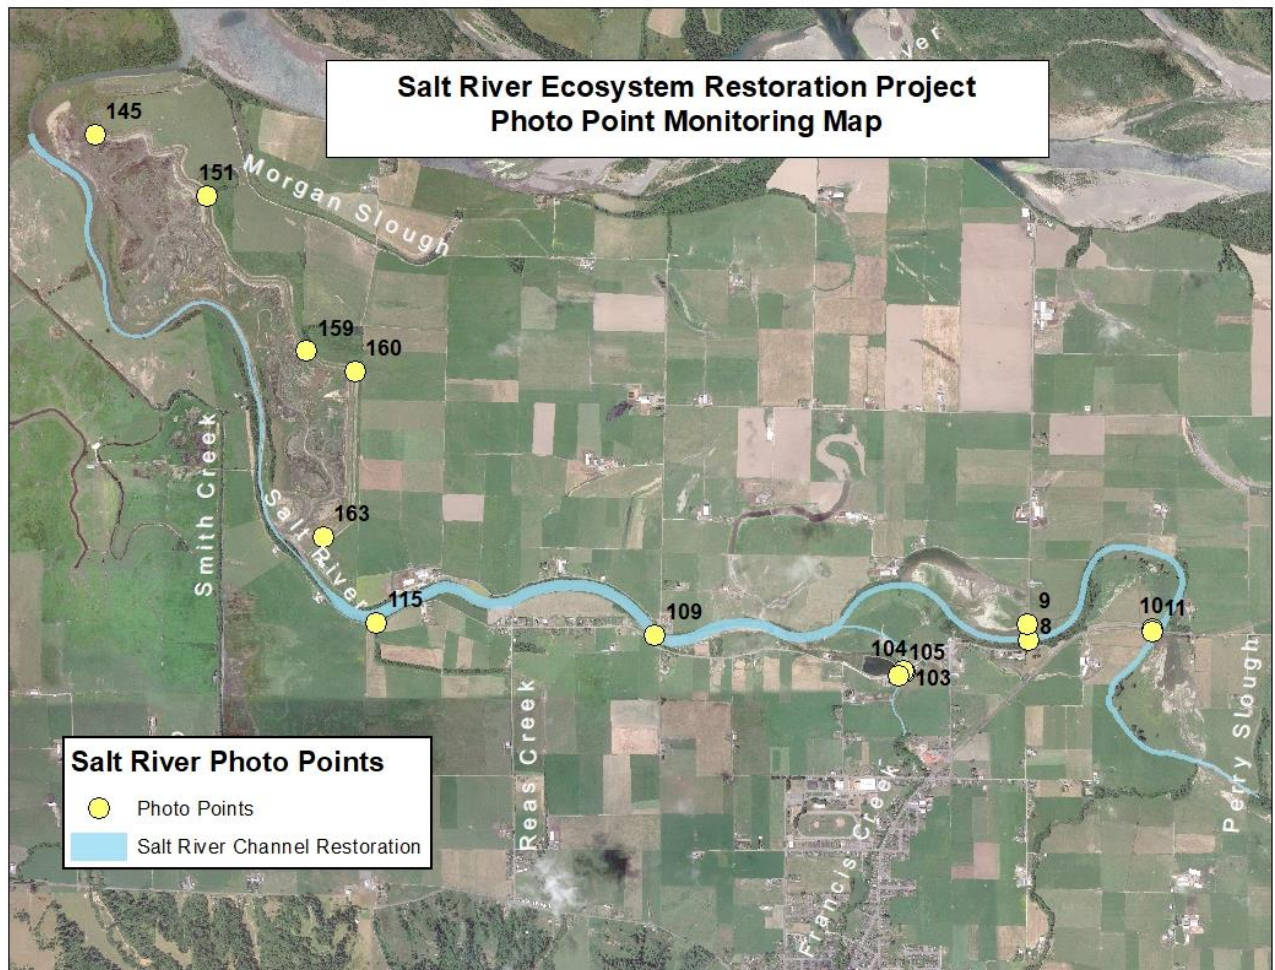 River
Salt River Ecosystem Restoration Project
Photo Point Monitoring Map
145
151
Morgan Slough
159
160
Smith Creek
163
Salt River
115
109
9
8
10
11
104
105
103
Reas Creek
Francis Creek
Perry Slough
Salt River Photo Points
Photo Points
Salt River Channel Restoration